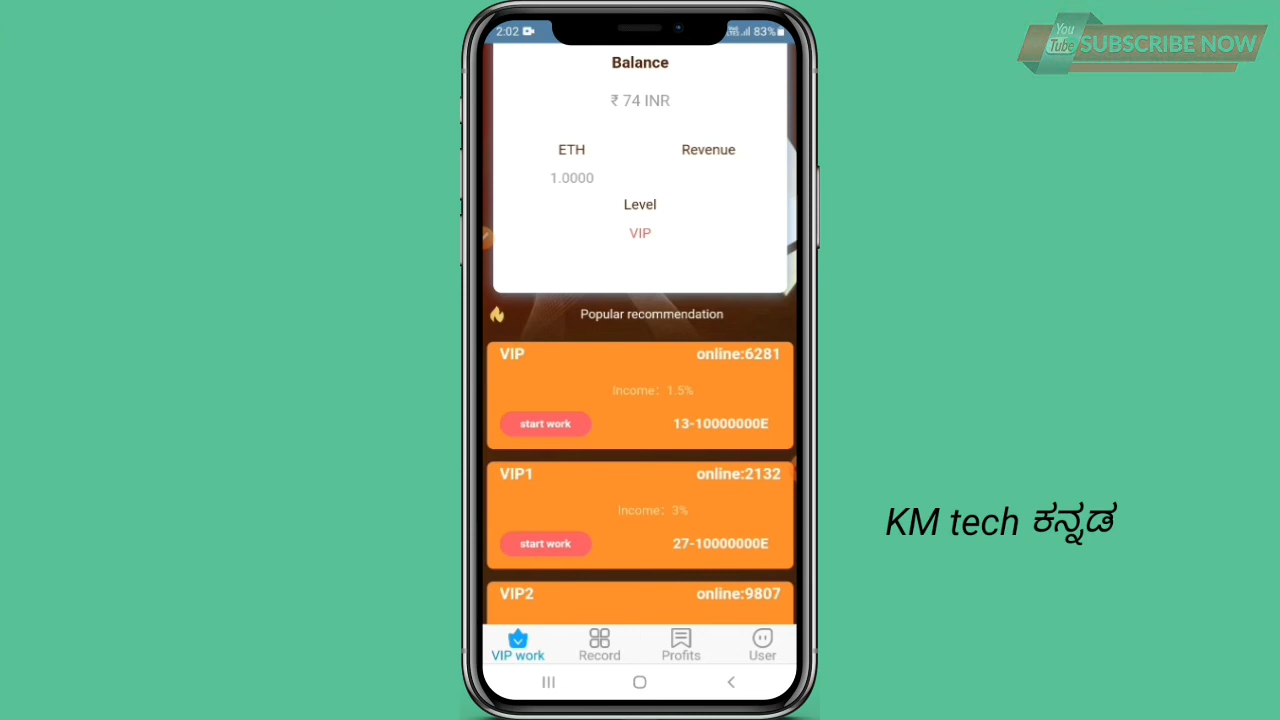 2:02
83%
You
Tube
SUBSCRIBE NOW
Balance
₹ 74 INR
ETH
Revenue
1.0000
Level
VIP
Popular recommendation
VIP
online:6281
Income: 1.5%
start work
13-10000000E
VIP1
online:2132
Income: 3%
start work
27-10000000E
VIP2
online:9807
KM tech ಕನ್ನಡ
VIP work
Record
Profits
User